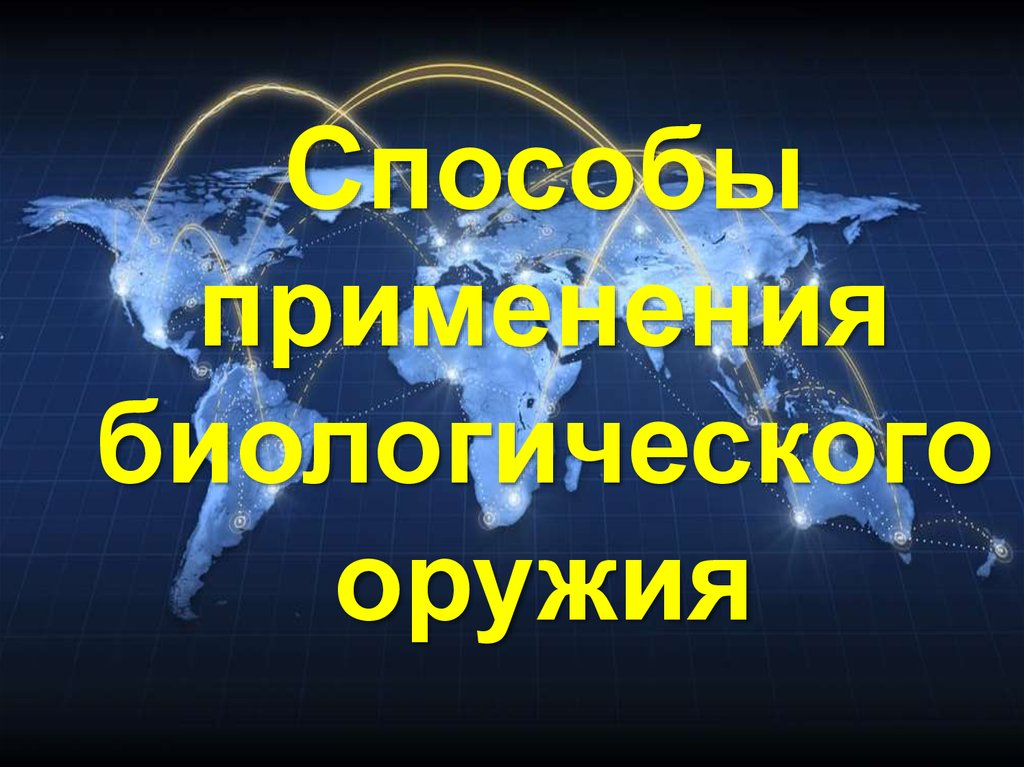 Способы
применения
биологического
оружия